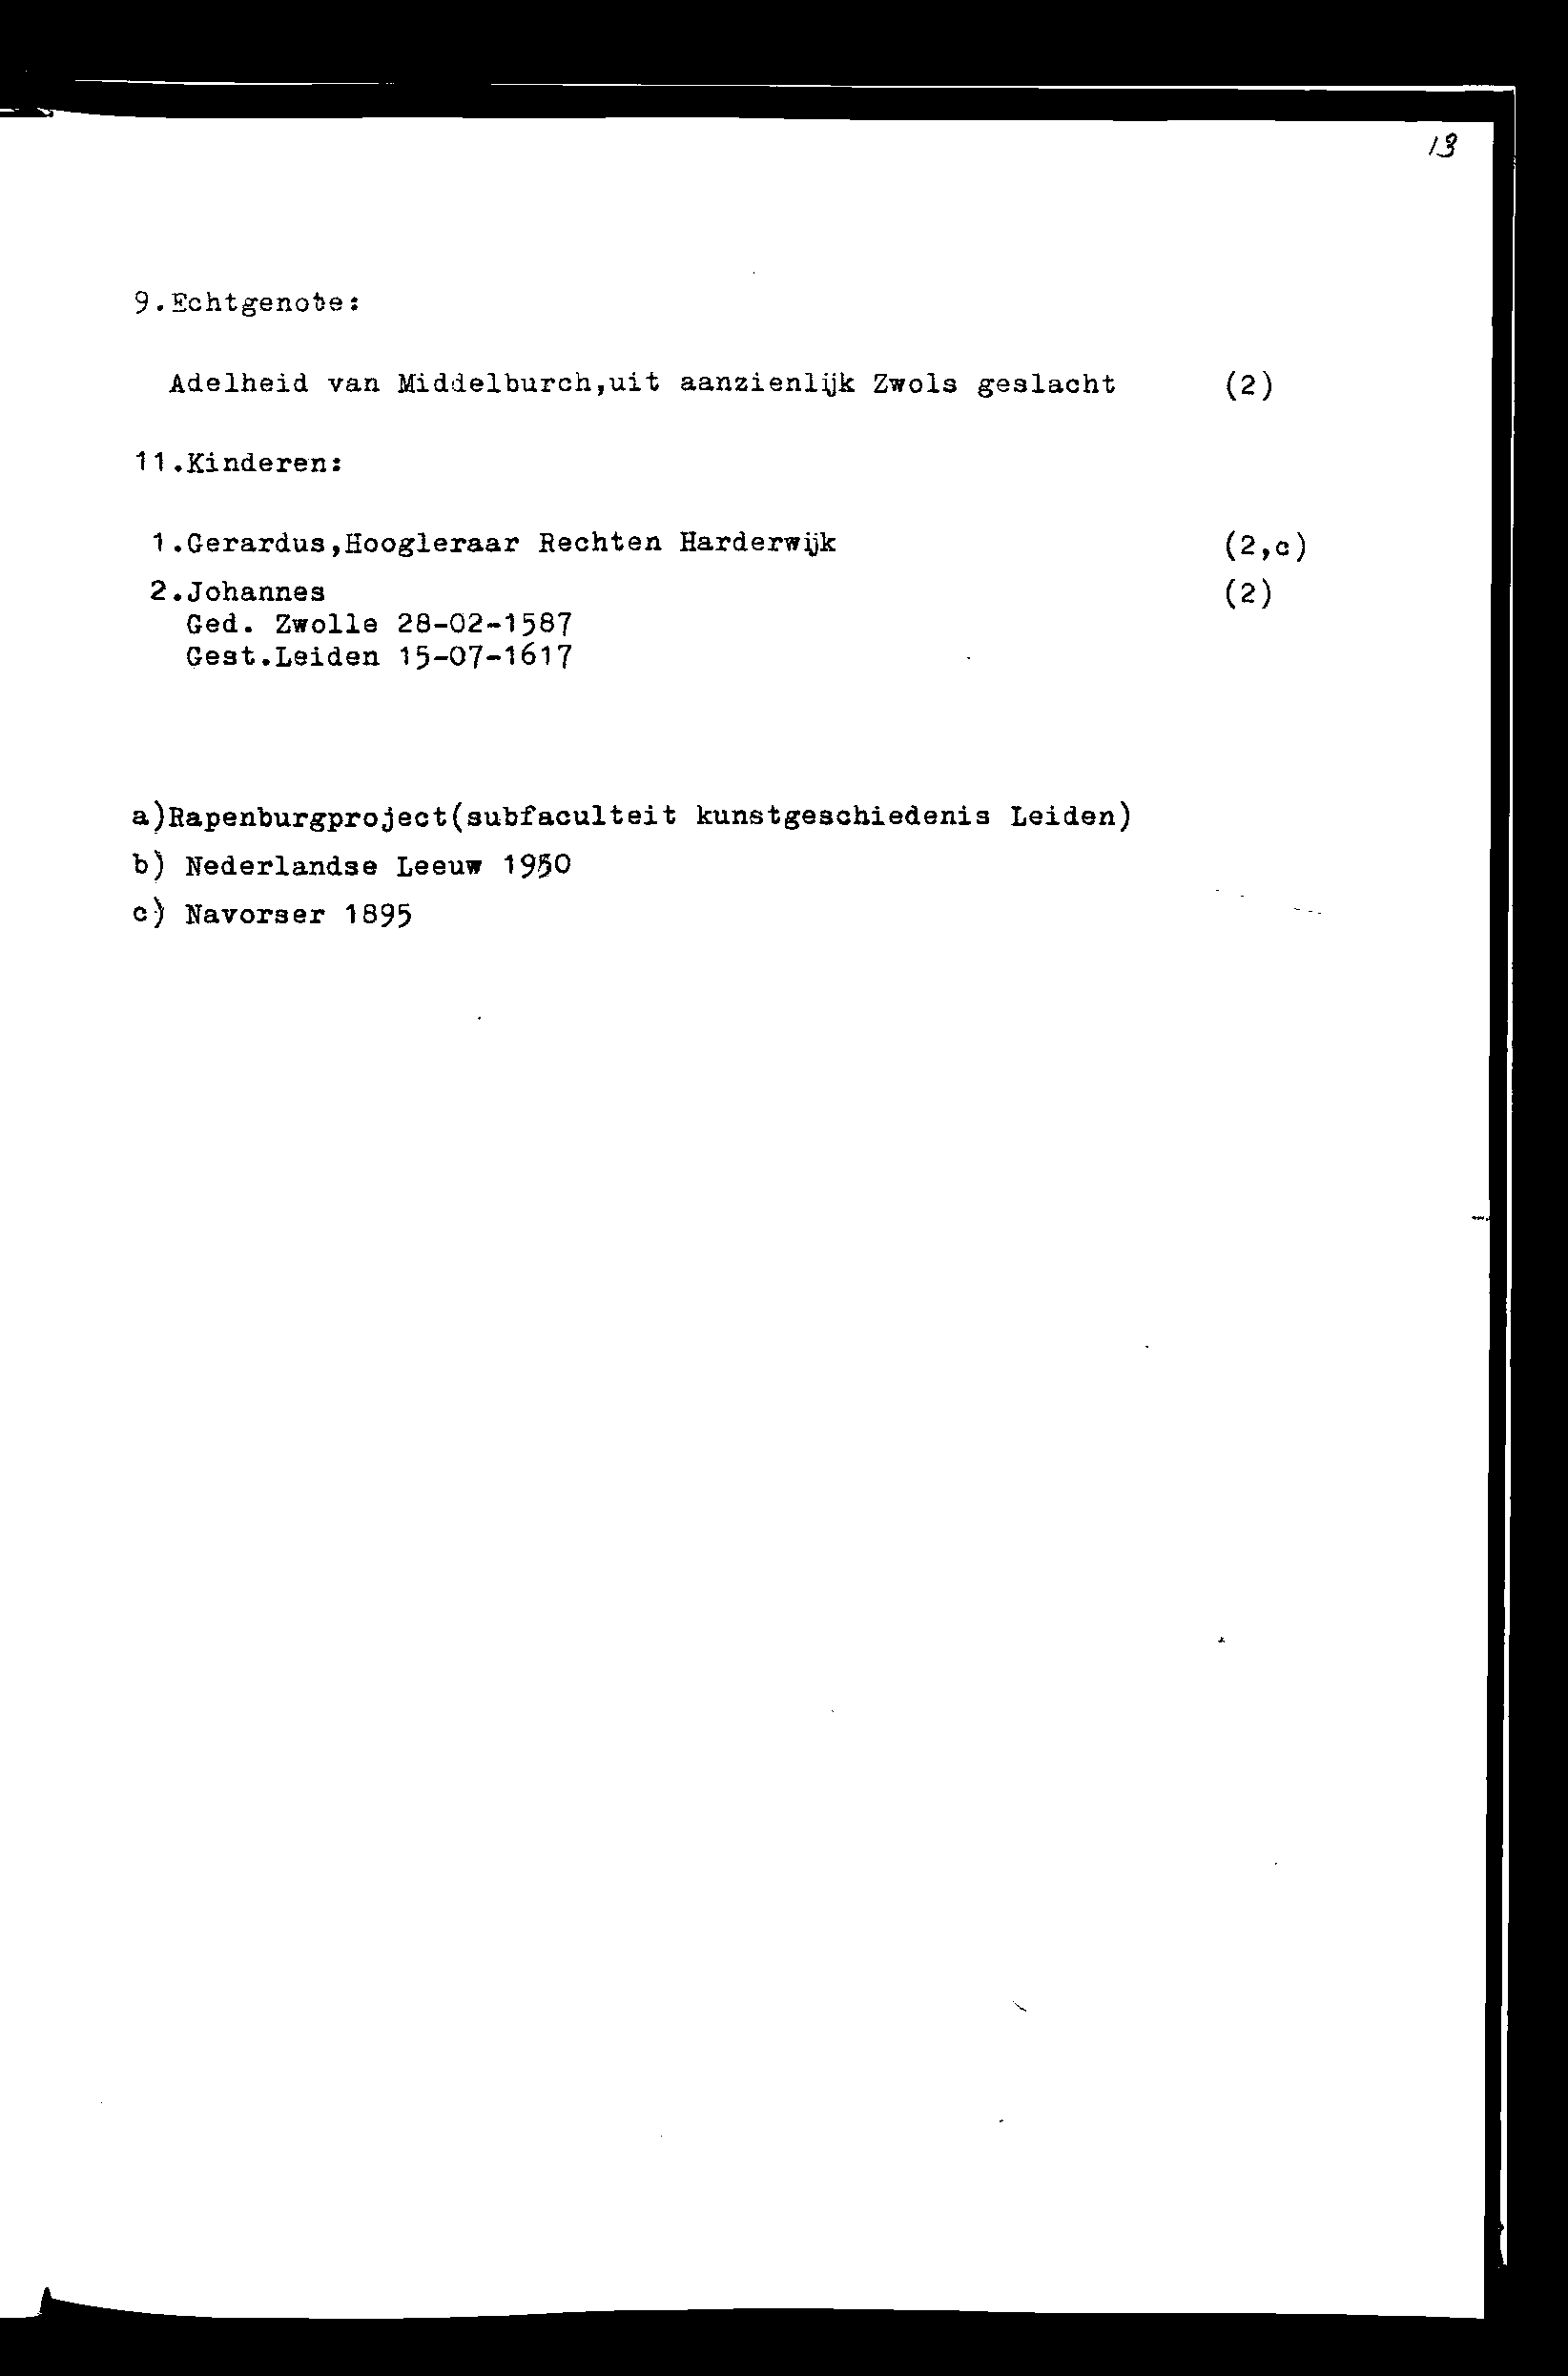 13
9.Echtgenote:
Adelheid van Middelburch,uit aanzienlijk Zwols geslacht (2)
11.Kinderen:
1.Gerardus,Hoogleraar Rechten Harderwijk (2,c)
2.Johannes (2)
Ged. Zwolle 28-02-1587
Gest.Leiden 15-07-1617
a)Rapenburgproject(subfaculteit kunstgeschiedenis Leiden)
b) Nederlandse Leeuw 1950
c) Navorser 1895